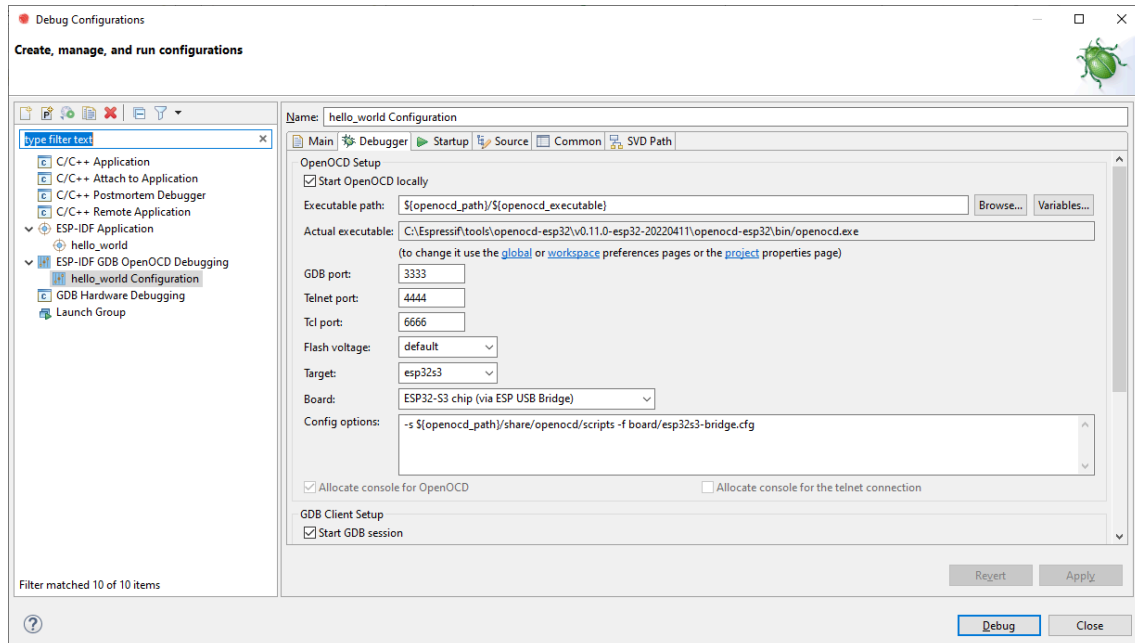 Debug Configurations
Create, manage, and run configurations
type filter text
C/C++ Application
C/C++ Attach to Application
C/C++ Postmortem Debugger
C/C++ Remote Application
ESP-IDF Application
hello_world
ESP-IDF GDB OpenOCD Debugging
hello_world Configuration
GDB Hardware Debugging
Launch Group
Filter matched 10 of 10 items
Name: hello_world Configuration
Main Debugger Startup Source Common SVD Path
OpenOCD Setup
Start OpenOCD locally
Executable path: ${openocd_path}/${openocd_executable} Browse... Variables...
Actual executable: C:\Espressif\tools\openocd-esp32\v0.11.0-esp32-20220411\openocd-esp32\bin/openocd.exe
(to change it use the global or workspace preferences pages or the project properties page)
GDB port: 3333
Telnet port: 4444
Tcl port: 6666
Flash voltage: default
Target: esp32s3
Board: ESP32-S3 chip (via ESP USB Bridge)
Config options: -s ${openocd_path}/share/openocd/scripts -f board/esp32s3-bridge.cfg
Allocate console for OpenOCD Allocate console for the telnet connection
GDB Client Setup
Start GDB session
Revert Apply
Debug Close